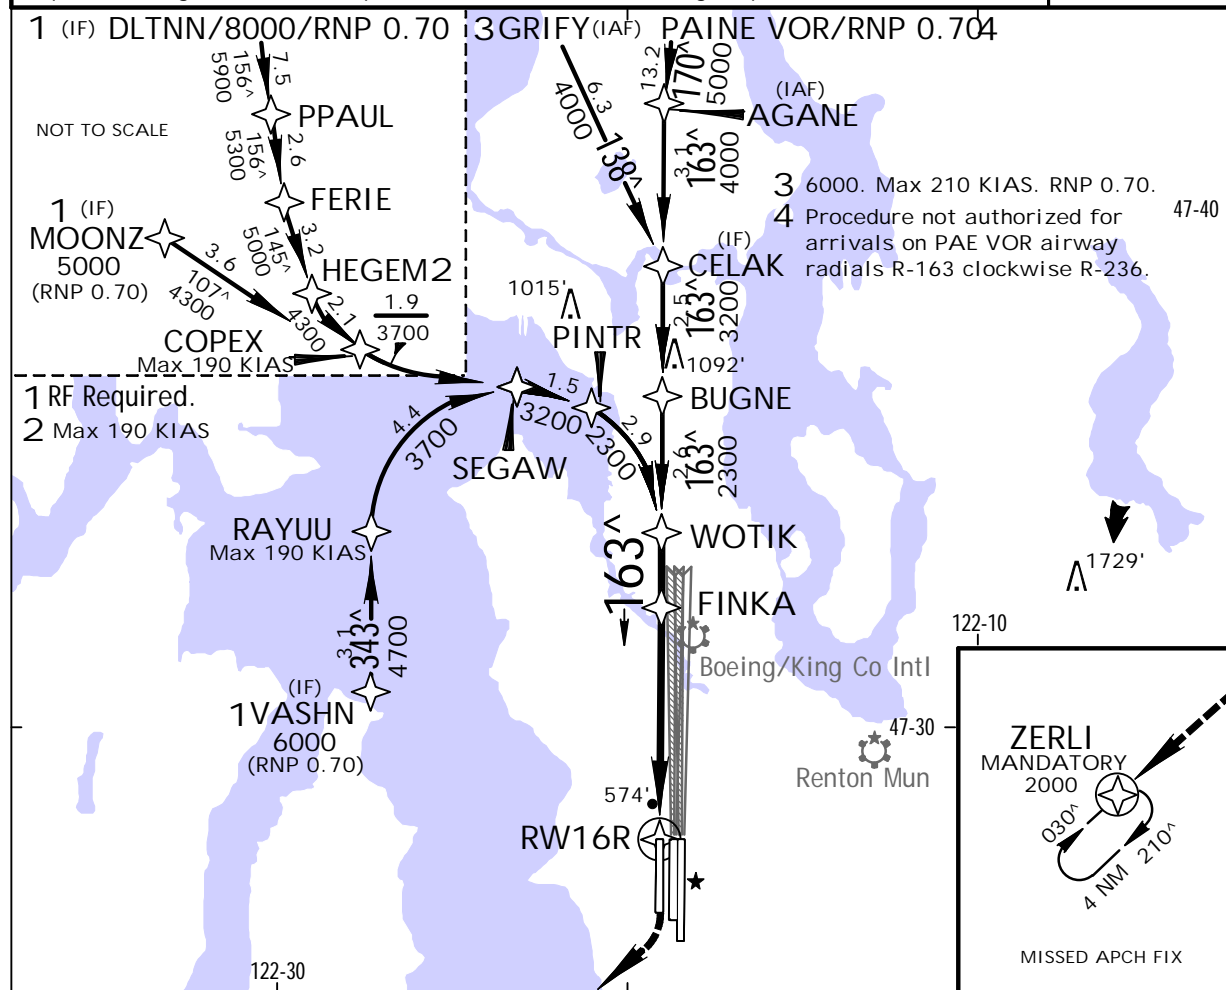 1 (IF) DLTNN/8000/RNP 0.70
3 GRIFY (IAF)
PAINE VOR/RNP 0.70 4
7.5
156^
5900
PPAUL
NOT TO SCALE
2.6
156^
5300
FERIE
3.2
145^
5000
1 (IF)
MOONZ
5000
(RNP 0.70)
3.6
107^
4300
HEGEM 2
2.1
4300
1.9
3700
COPEX
Max 190 KIAS
1 RF Required.
2 Max 190 KIAS
6.3
4000
138^
13.2
170^
5000
(IAF)
AGANE
3.1
163^
4000
3 6000. Max 210 KIAS. RNP 0.70.
4 Procedure not authorized for
arrivals on PAE VOR airway
radials R-163 clockwise R-236.
47-40
(IF)
CELAK
2.5
163^
3200
1015'
PINTR
1092'
BUGNE
1.5
3200
2.9
2300
2.6
163^
2300
4.4
3700
SEGAW
RAYUU
Max 190 KIAS
WOTIK
163^
1729'
FINKA
3.1
343^
4700
122-10
Boeing/King Co Intl
(IF)
1 VASHN
6000
(RNP 0.70)
47-30
Renton Mun
ZERLI
MANDATORY
2000
574'
RW16R
030^
210^
4 NM
122-30
MISSED APCH FIX